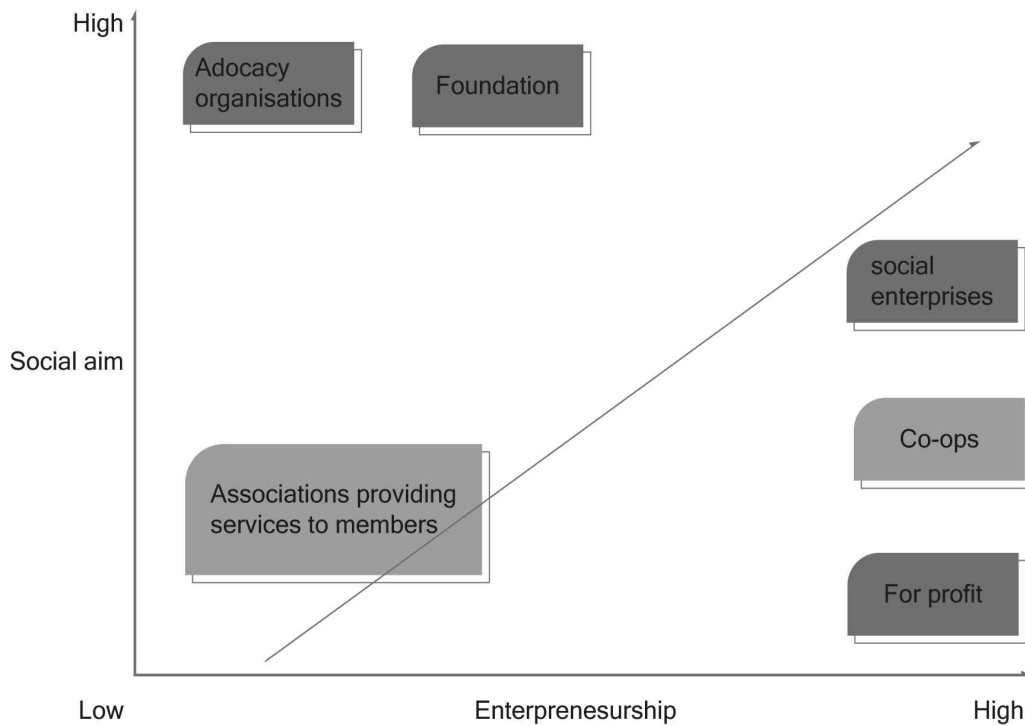 High
Adocacy
organisations
Foundation
social
enterprises
Social aim
Co-ops
Associations providing
services to members
For profit
Low
Enterprenesurship
High